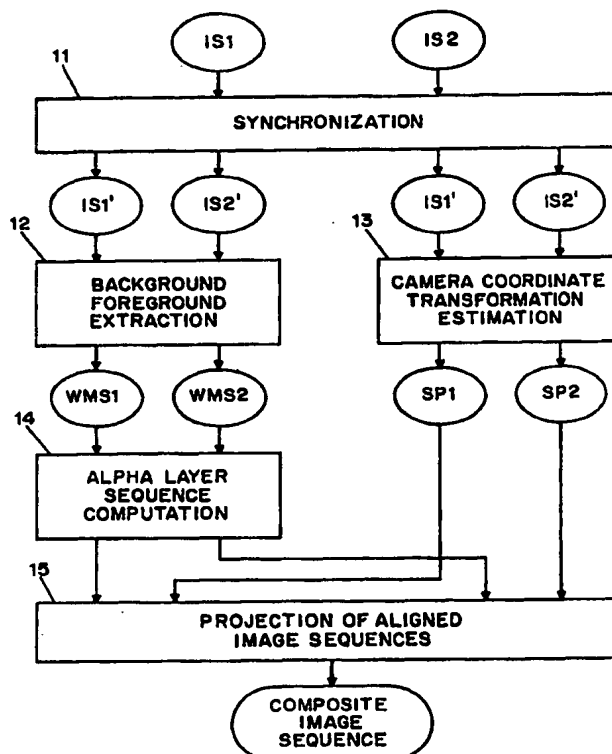 IS1 IS2
11
SYNCHRONIZATION
IS1' IS2' IS1' IS2'
12 13
BACKGROUND
FOREGROUND
EXTRACTION
CAMERA COORDINATE
TRANSFORMATION
ESTIMATION
WMS1 WMS2 SP1 SP2
14
ALPHA LAYER
SEQUENCE
COMPUTATION
15
PROJECTION OF ALIGNED
IMAGE SEQUENCES
COMPOSITE
IMAGE
SEQUENCE